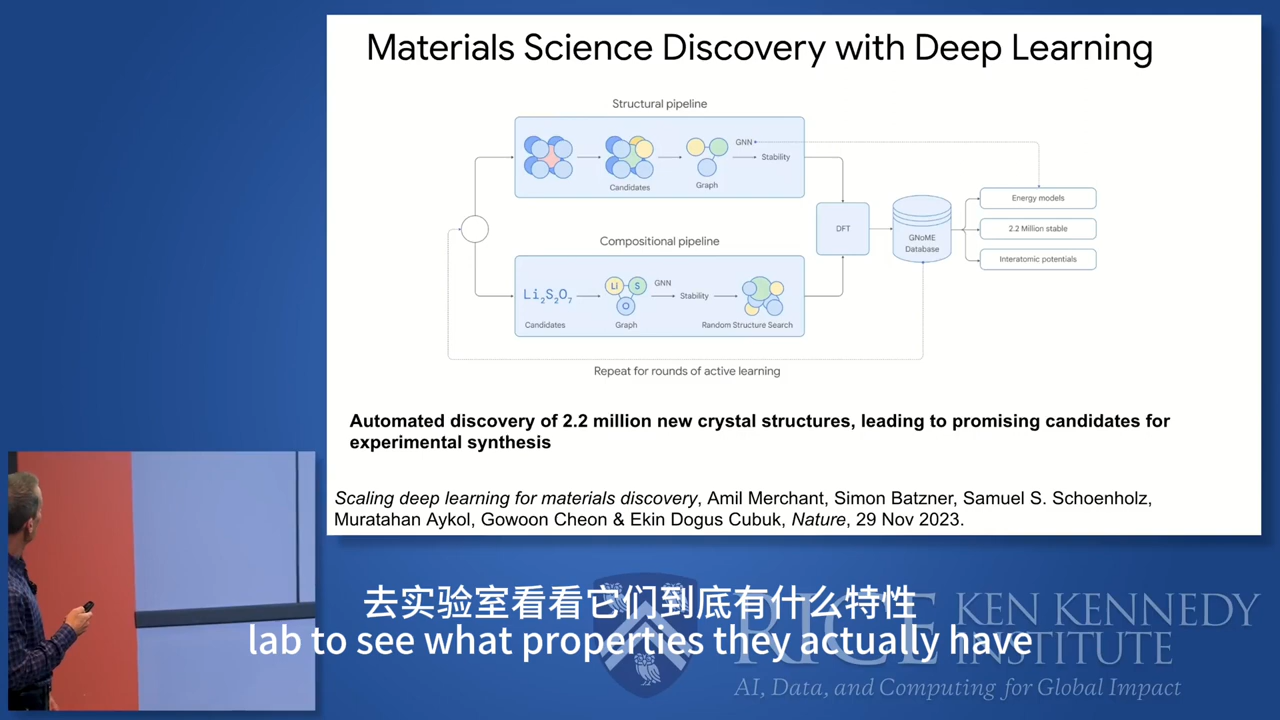 Materials Science Discovery with Deep Learning
Structural pipeline
GNN
Stability
Candidates
Graph
Compositional pipeline
Li₂S₂O₇
Li
S
O
GNN
Stability
Candidates
Graph
Random Structure Search
DFT
GNoME
Database
Energy models
2.2 Million stable
Interatomic potentials
Repeat for rounds of active learning
Automated discovery of 2.2 million new crystal structures, leading to promising candidates for
experimental synthesis
Scaling deep learning for materials discovery, Amil Merchant, Simon Batzner, Samuel S. Schoenholz,
Muratahan Aykol, Gowoon Cheon & Ekin Dogus Cubuk, Nature, 29 Nov 2023.
去实验室看看它们到底有什么特性
lab to see what properties they actually have
RICE
KEN KENNEDY
INSTITUTE
AI, Data, and Computing for Global Impact